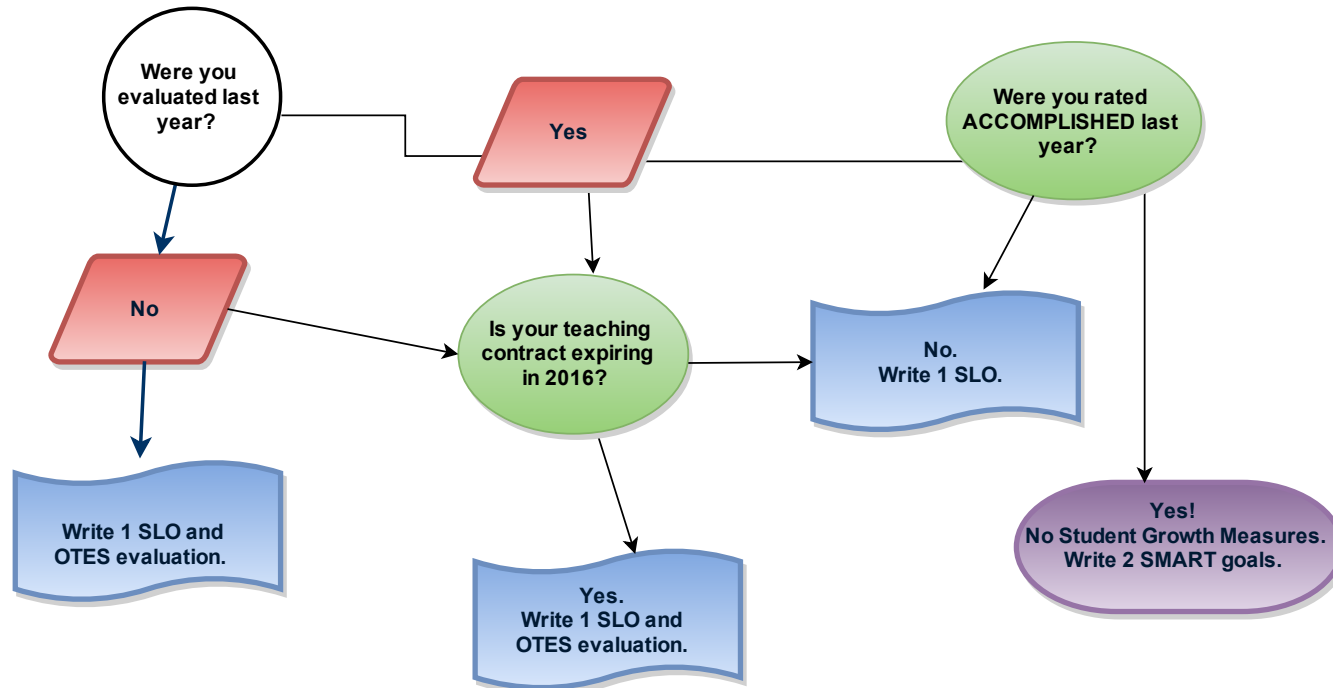 Were you
evaluated last
year?
Yes
Were you rated
ACCOMPLISHED last
year?
No
Is your teaching
contract expiring
in 2016?
No.
Write 1 SLO.
Write 1 SLO and
OTES evaluation.
Yes.
Write 1 SLO and
OTES evaluation.
Yes!
No Student Growth Measures.
Write 2 SMART goals.